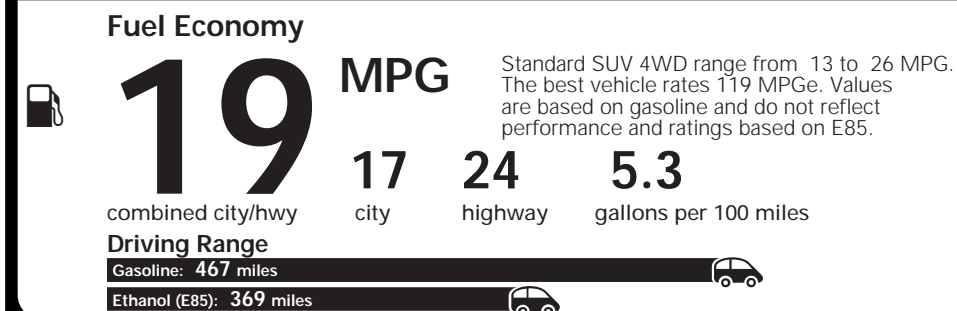 Fuel Economy
19 MPG
Standard SUV 4WD range from 13 to 26 MPG.
The best vehicle rates 119 MPGe. Values
are based on gasoline and do not reflect
performance and ratings based on E85.
17 24 5.3
combined city/hwy city highway gallons per 100 miles
Driving Range
Gasoline: 467 miles
Ethanol (E85): 369 miles